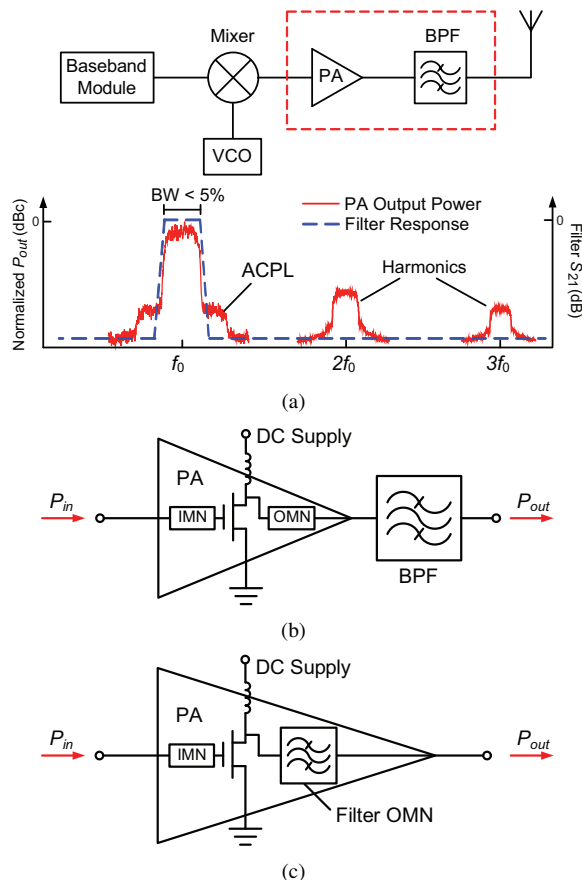 Mixer
BPF
Baseband
Module
PA
VCO
BW < 5%
PA Output Power
Filter Response
Normalized Pout (dBc)
0
0
Filter S21 (dB)
ACPL
Harmonics
f0
2f0
3f0
(a)
DC Supply
PA
Pin
IMN
OMN
Pout
BPF
(b)
DC Supply
PA
Pin
IMN
Pout
Filter OMN
(c)